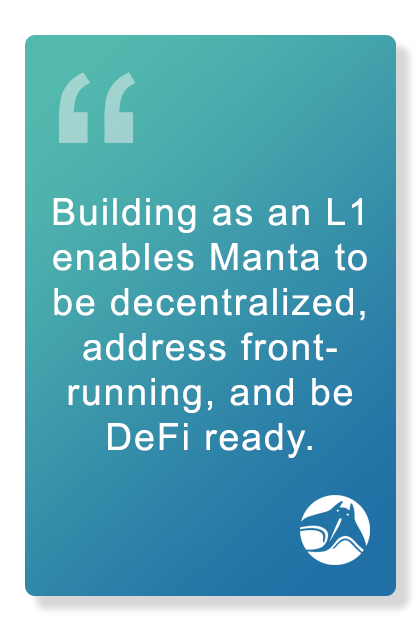 “
Building as an L1
enables Manta to
be decentralized,
address front-
running, and be
DeFi ready.